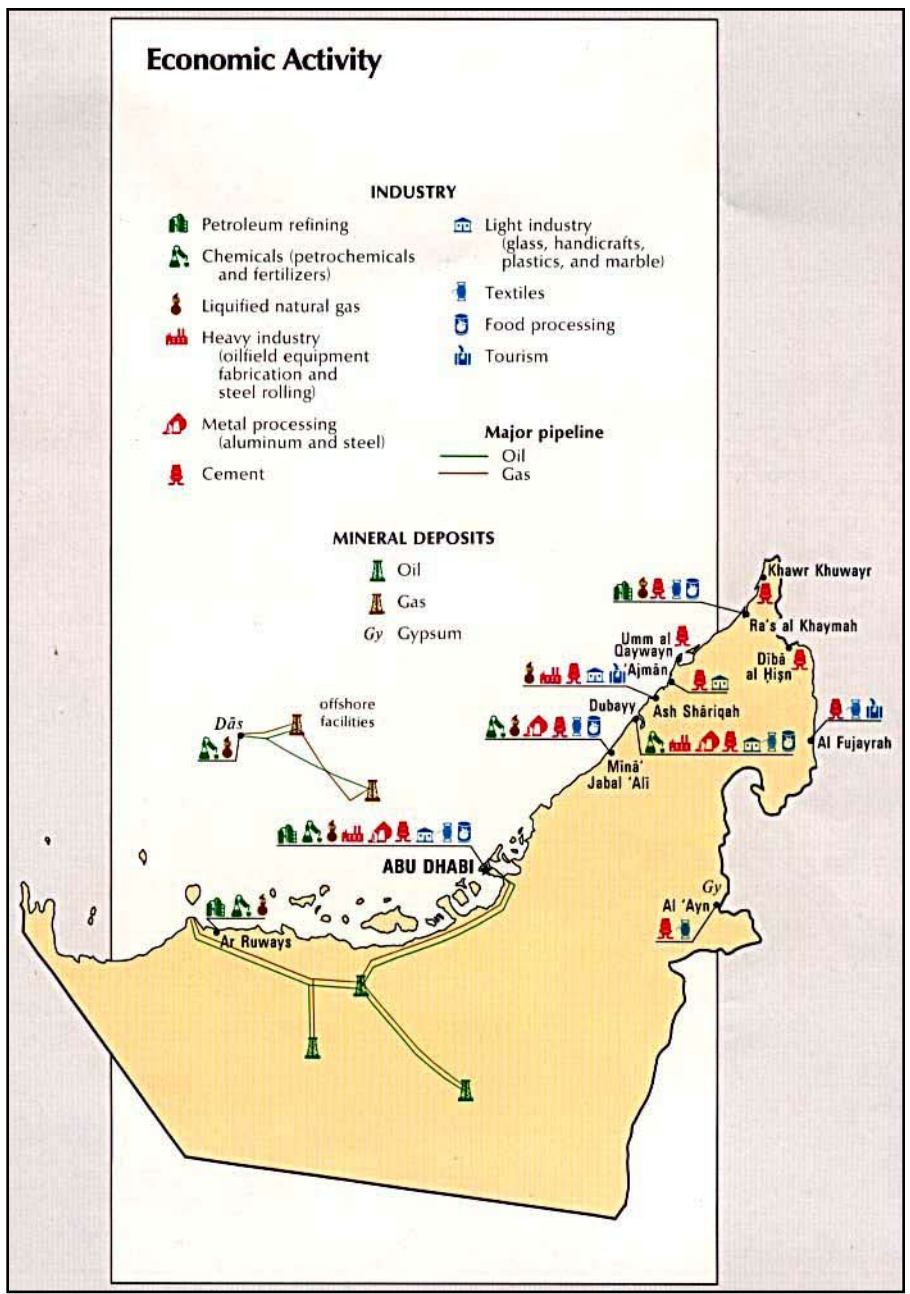 Economic Activity
INDUSTRY
Petroleum refining
Chemicals (petrochemicals
and fertilizers)
Liquified natural gas
Heavy industry
(oilfield equipment
fabrication and
steel rolling)
Metal processing
(aluminum and steel)
Cement
Light industry
(glass, handicrafts,
plastics, and marble)
Textiles
Food processing
Tourism
Major pipeline
Oil
Gas
MINERAL DEPOSITS
Oil
Gas
Gy Gypsum
Khawr Khuwayr
Ra's al Khaymah
Umm al
Qaywayn
Dibā
al Ḥiṣn
'Ajmān
offshore
facilities
Dās
Dubayy
Ash Shāriqah
Al Fujayrah
Mīnā'
Jabal 'Alī
ABU DHABI
Gy
Al 'Ayn
Ar Ruways